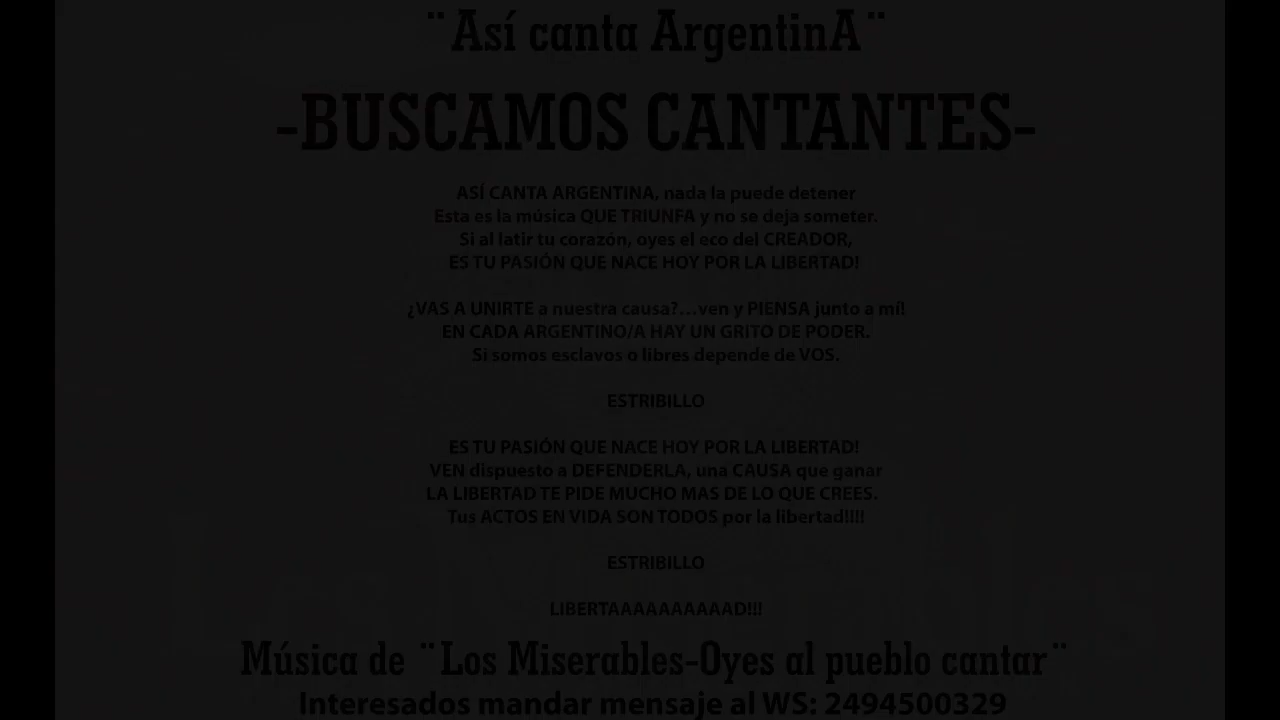 ¨Así canta ArgentinA¨
-BUSCAMOS CANTANTES-
ASÍ CANTA ARGENTINA, nada la puede detener
Esta es la música QUE TRIUNFA y no se deja someter.
Si al latir tu corazón, oyes el eco del CREADOR,
ES TU PASIÓN QUE NACE HOY POR LA LIBERTAD!
¿VAS A UNIRTE a nuestra causa?...ven y PIENSA junto a mí!
EN CADA ARGENTINO/A HAY UN GRITO DE PODER.
Si somos esclavos o libres depende de VOS.
ESTRIBILLO
ES TU PASIÓN QUE NACE HOY POR LA LIBERTAD!
VEN dispuesto a DEFENDERLA, una CAUSA que ganar
LA LIBERTAD TE PIDE MUCHO MAS DE LO QUE CREES.
Tus ACTOS EN VIDA SON TODOS por la libertad!!!!
ESTRIBILLO
LIBERTAAAAAAAAAAD!!!
Música de ¨Los Miserables-Oyes al pueblo cantar¨
Interesados mandar mensaje al WS: 2494500329